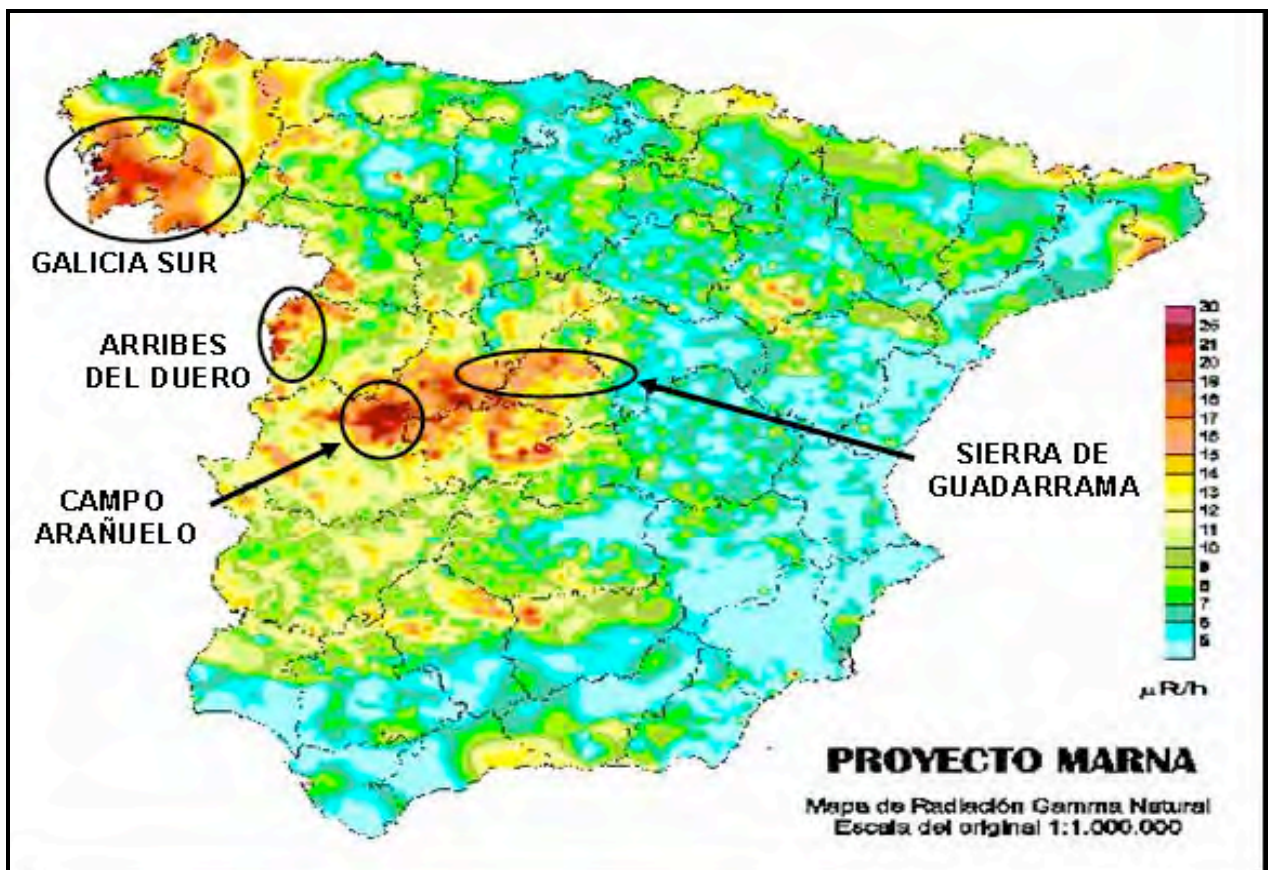 GALICIA SUR
ARRIBES
DEL DUERO
CAMPO
ARAÑUELO
SIERRA DE
GUADARRAMA
30
25
21
20
19
18
17
16
15
14
13
12
11
10
9
8
7
6
5
µR/h
PROYECTO MARNA
Mapa de Radiación Gamma Natural
Escala del original 1:1.000.000